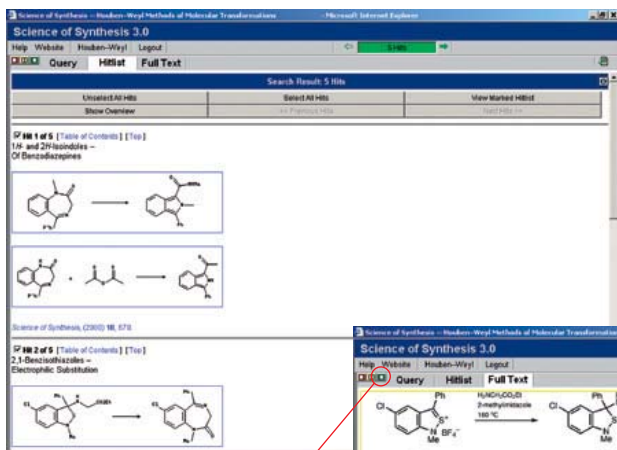 Science of Synthesis -- Houben-Weyl Methods of Molecular Transformations - Microsoft Internet Explorer
Science of Synthesis 3.0
Help Website Houben-Weyl Logout 5 Hits
Query Hitlist Full Text
Search Result: 5 Hits
Unselect All Hits Select All Hits View Marked Hitlist
Show Overview << Previous Hits Next Hits >>
Hit 1 of 5 [Table of Contents] [Top]
1H- and 2H-Isoindoles –
Of Benzodiazepines
Ph
Ph
Science of Synthesis, (2000) 10, 
Hit 2 of 5 [Table of Contents] [Top]
2,1-Benzisothiazoles –
Electrophilic Substitution
Cl
Cl
Science of Synthesis -- Houben-Weyl Methods of Molecular Transformations
Science of Synthesis 3.0
Help Website Houben-Weyl Logout
Query Hitlist Full Text
Cl Ph H2NCH2CO2Et Ph
2-methylimidazole Cl
160 °C
S+ N Me BF4− S N Me